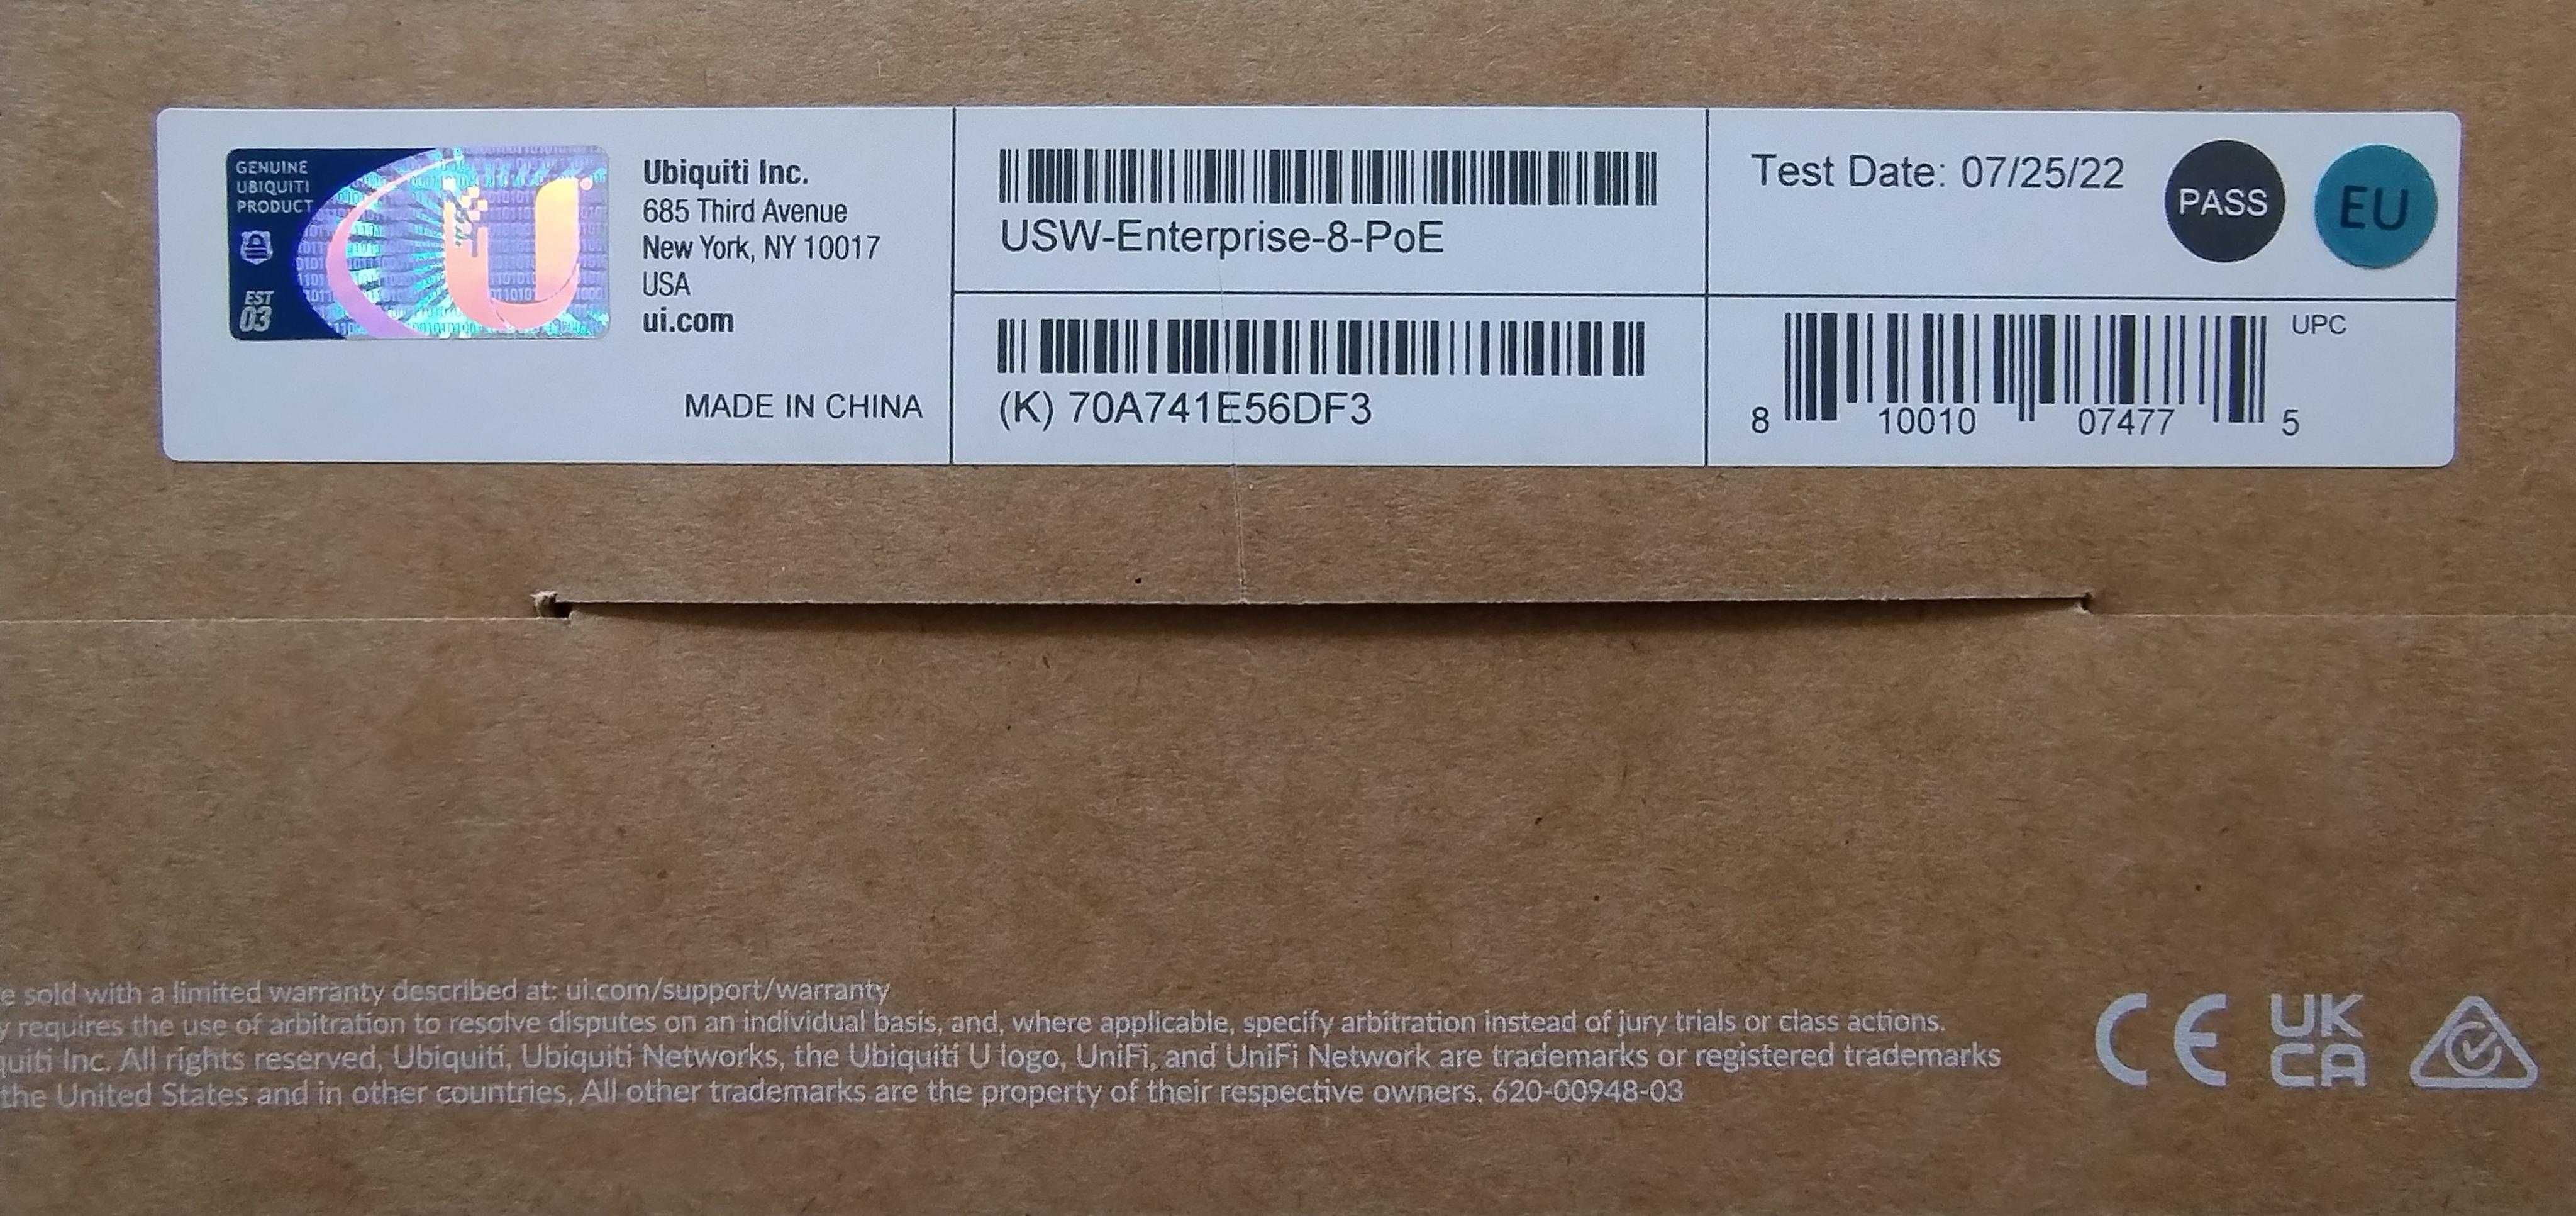 GENUINE
UBIQUITI
PRODUCT
EST
03
Ubiquiti Inc.
685 Third Avenue
New York, NY 10017
USA
ui.com
MADE IN CHINA
USW-Enterprise-8-PoE
(K) 70A741E56DF3
Test Date: 07/25/22
PASS
EU
UPC
8 10010 07477 5
e sold with a limited warranty described at: ui.com/support/warranty
y requires the use of arbitration to resolve disputes on an individual basis, and, where applicable, specify arbitration instead of jury trials or class actions.
quiti Inc. All rights reserved, Ubiquiti, Ubiquiti Networks, the Ubiquiti U logo, UniFi, and UniFi Network are trademarks or registered trademarks
the United States and in other countries, All other trademarks are the property of their respective owners. 620-00948-03
CE
UK
CA